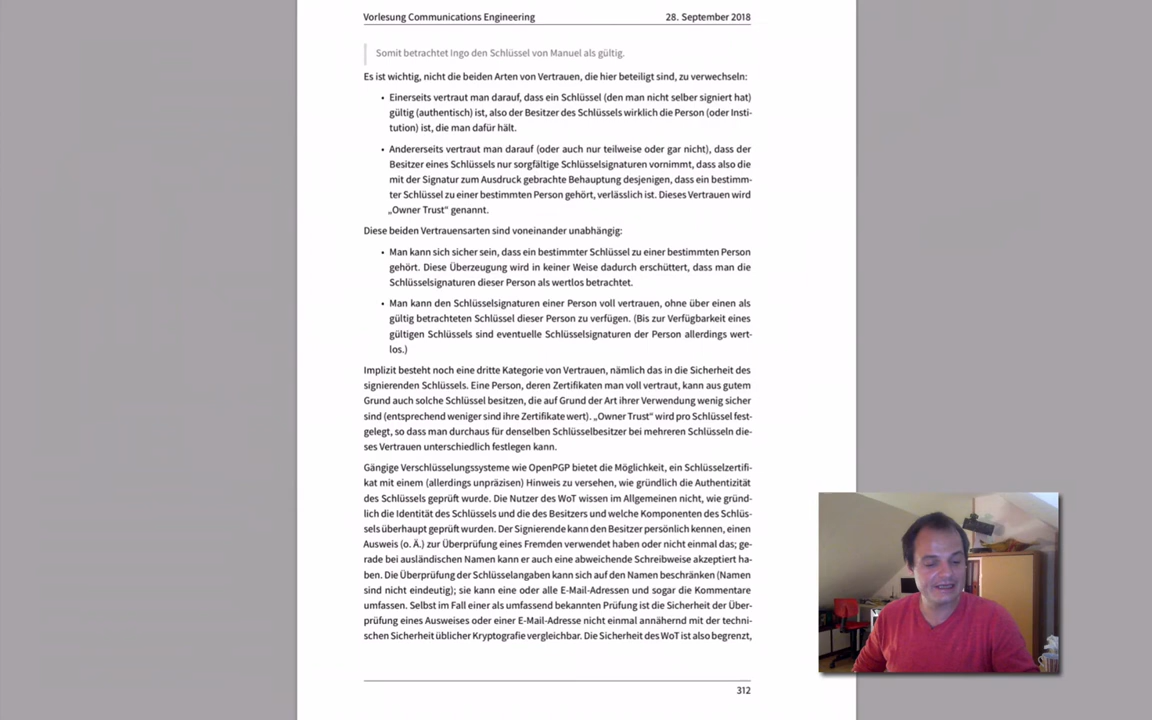 Vorlesung Communications Engineering 28. September 2018
Somit betrachtet Ingo den Schlüssel von Manuel als gültig.
Es ist wichtig, nicht die beiden Arten von Vertrauen, die hier beteiligt sind, zu verwechseln:
• Einerseits vertraut man darauf, dass ein Schlüssel (den man nicht selber signiert hat)
gültig (authentisch) ist, also der Besitzer des Schlüssels wirklich die Person (oder Insti-
tution) ist, die man dafür hält.
• Andererseits vertraut man darauf (oder auch nur teilweise oder gar nicht), dass der
Besitzer eines Schlüssels nur sorgfältige Schlüsselsignaturen vornimmt, dass also die
mit der Signatur zum Ausdruck gebrachte Behauptung desjenigen, dass ein bestimm-
ter Schlüssel zu einer bestimmten Person gehört, verlässlich ist. Dieses Vertrauen wird
„Owner Trust“ genannt.
Diese beiden Vertrauensarten sind voneinander unabhängig:
• Man kann sich sicher sein, dass ein bestimmter Schlüssel zu einer bestimmten Person
gehört. Diese Überzeugung wird in keiner Weise dadurch erschüttert, dass man die
Schlüsselsignaturen dieser Person als wertlos betrachtet.
• Man kann den Schlüsselsignaturen einer Person voll vertrauen, ohne über einen als
gültig betrachteten Schlüssel dieser Person zu verfügen. (Bis zur Verfügbarkeit eines
gültigen Schlüssels sind eventuelle Schlüsselsignaturen der Person allerdings wert-
los.)
Implizit besteht noch eine dritte Kategorie von Vertrauen, nämlich das in die Sicherheit des
signierenden Schlüssels. Eine Person, deren Zertifikaten man voll vertraut, kann aus gutem
Grund auch solche Schlüssel besitzen, die auf Grund der Art ihrer Verwendung wenig sicher
sind (entsprechend weniger sind ihre Zertifikate wert). „Owner Trust“ wird pro Schlüssel fest-
gelegt, so dass man durchaus für denselben Schlüsselbesitzer bei mehreren Schlüsseln die-
ses Vertrauen unterschiedlich festlegen kann.
Gängige Verschlüsselungssysteme wie OpenPGP bietet die Möglichkeit, ein Schlüsselzertifi-
kat mit einem (allerdings unpräzisen) Hinweis zu versehen, wie gründlich die Authentizität
des Schlüssels geprüft wurde. Die Nutzer des WoT wissen im Allgemeinen nicht, wie gründ-
lich die Identität des Schlüssels und die des Besitzers und welche Komponenten des Schlüs-
sels überhaupt geprüft wurden. Der Signierende kann den Besitzer persönlich kennen, einen
Ausweis (o. Ä.) zur Überprüfung eines Fremden verwendet haben oder nicht einmal das; ge-
rade bei ausländischen Namen kann er auch eine abweichende Schreibweise akzeptiert ha-
ben. Die Überprüfung der Schlüsselangaben kann sich auf den Namen beschränken (Namen
sind nicht eindeutig); sie kann eine oder alle E-Mail-Adressen und sogar die Kommentare
umfassen. Selbst im Fall einer als umfassend bekannten Prüfung ist die Sicherheit der Über-
prüfung eines Ausweises oder einer E-Mail-Adresse nicht einmal annähernd mit der techni-
schen Sicherheit üblicher Kryptografie vergleichbar. Die Sicherheit des WoT ist also begrenzt,
312